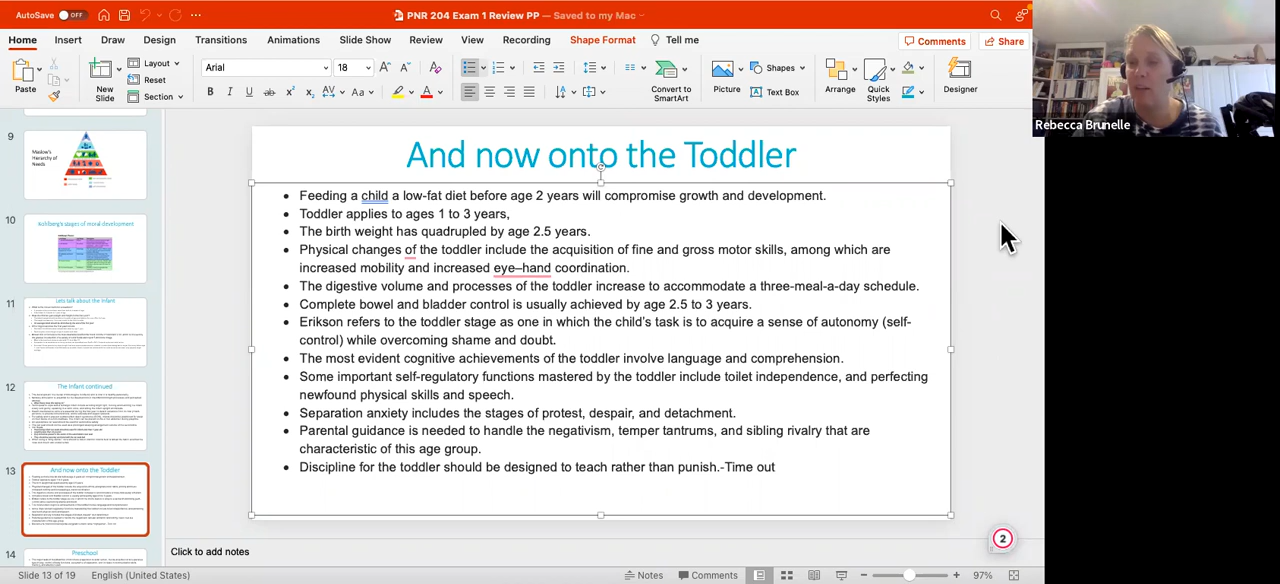 AutoSave OFF
PNR 204 Exam 1 Review PP — Saved to my Mac
Home Insert Draw Design Transitions Animations Slide Show Review View Recording Shape Format Tell me
Comments Share
Paste
New Slide
Layout
Reset
Section
Arial 18
Convert to SmartArt
Picture
Shapes
Text Box
Arrange
Quick Styles
Designer
Rebecca Brunelle
9
Maslow's
Hierarchy of
Needs
10
Kohlberg's stages of moral development
11
Lets talk about the Infant
12
The Infant continued
13
And now onto the Toddler
14
Preschool
And now onto the Toddler
• Feeding a child a low-fat diet before age 2 years will compromise growth and development.
• Toddler applies to ages 1 to 3 years,
• The birth weight has quadrupled by age 2.5 years.
• Physical changes of the toddler include the acquisition of fine and gross motor skills, among which are
increased mobility and increased eye–hand coordination.
• The digestive volume and processes of the toddler increase to accommodate a three-meal-a-day schedule.
• Complete bowel and bladder control is usually achieved by age 2.5 to 3 years.
• Erikson refers to the toddler stage as one in which the child's task is to acquire a sense of autonomy (self-
control) while overcoming shame and doubt.
• The most evident cognitive achievements of the toddler involve language and comprehension.
• Some important self-regulatory functions mastered by the toddler include toilet independence, and perfecting
newfound physical skills and speech.
• Separation anxiety includes the stages of protest, despair, and detachment.
• Parental guidance is needed to handle the negativism, temper tantrums, and sibling rivalry that are
characteristic of this age group.
• Discipline for the toddler should be designed to teach rather than punish.-Time out
2
Click to add notes
Slide 13 of 19 English (United States) Notes Comments 97%